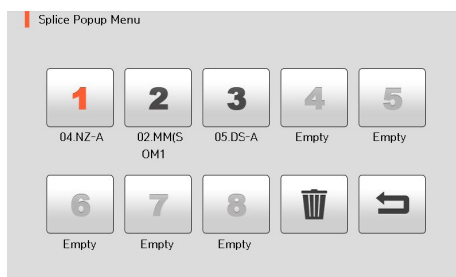 Splice Popup Menu
1 2 3 4 5
04.NZ-A 02.MM(S 05.DS-A Empty Empty
OM1
6 7 8
Empty Empty Empty